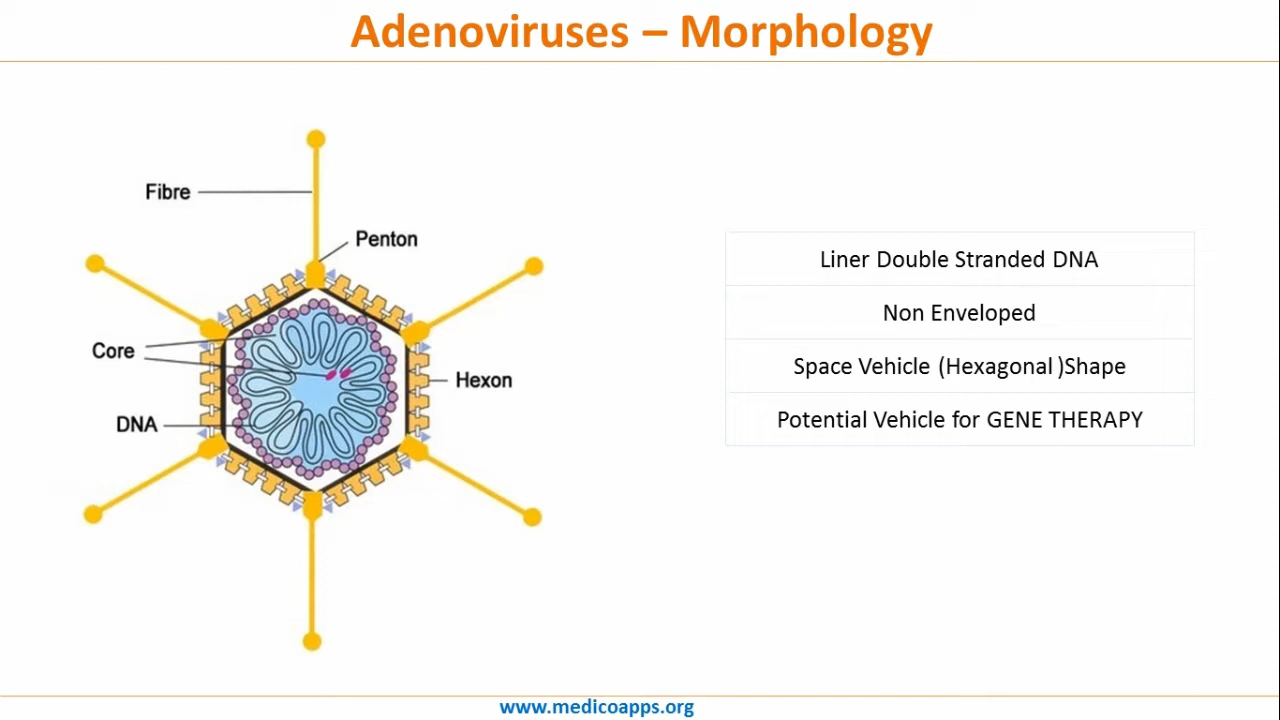 Adenoviruses – Morphology
Fibre
Penton
Core
Hexon
DNA
Liner Double Stranded DNA
Non Enveloped
Space Vehicle (Hexagonal )Shape
Potential Vehicle for GENE THERAPY
www.medicoapps.org